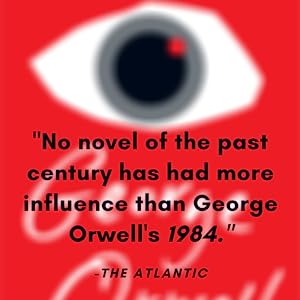 "No novel of the past
century has had more
influence than George
Orwell's 1984."
-THE ATLANTIC